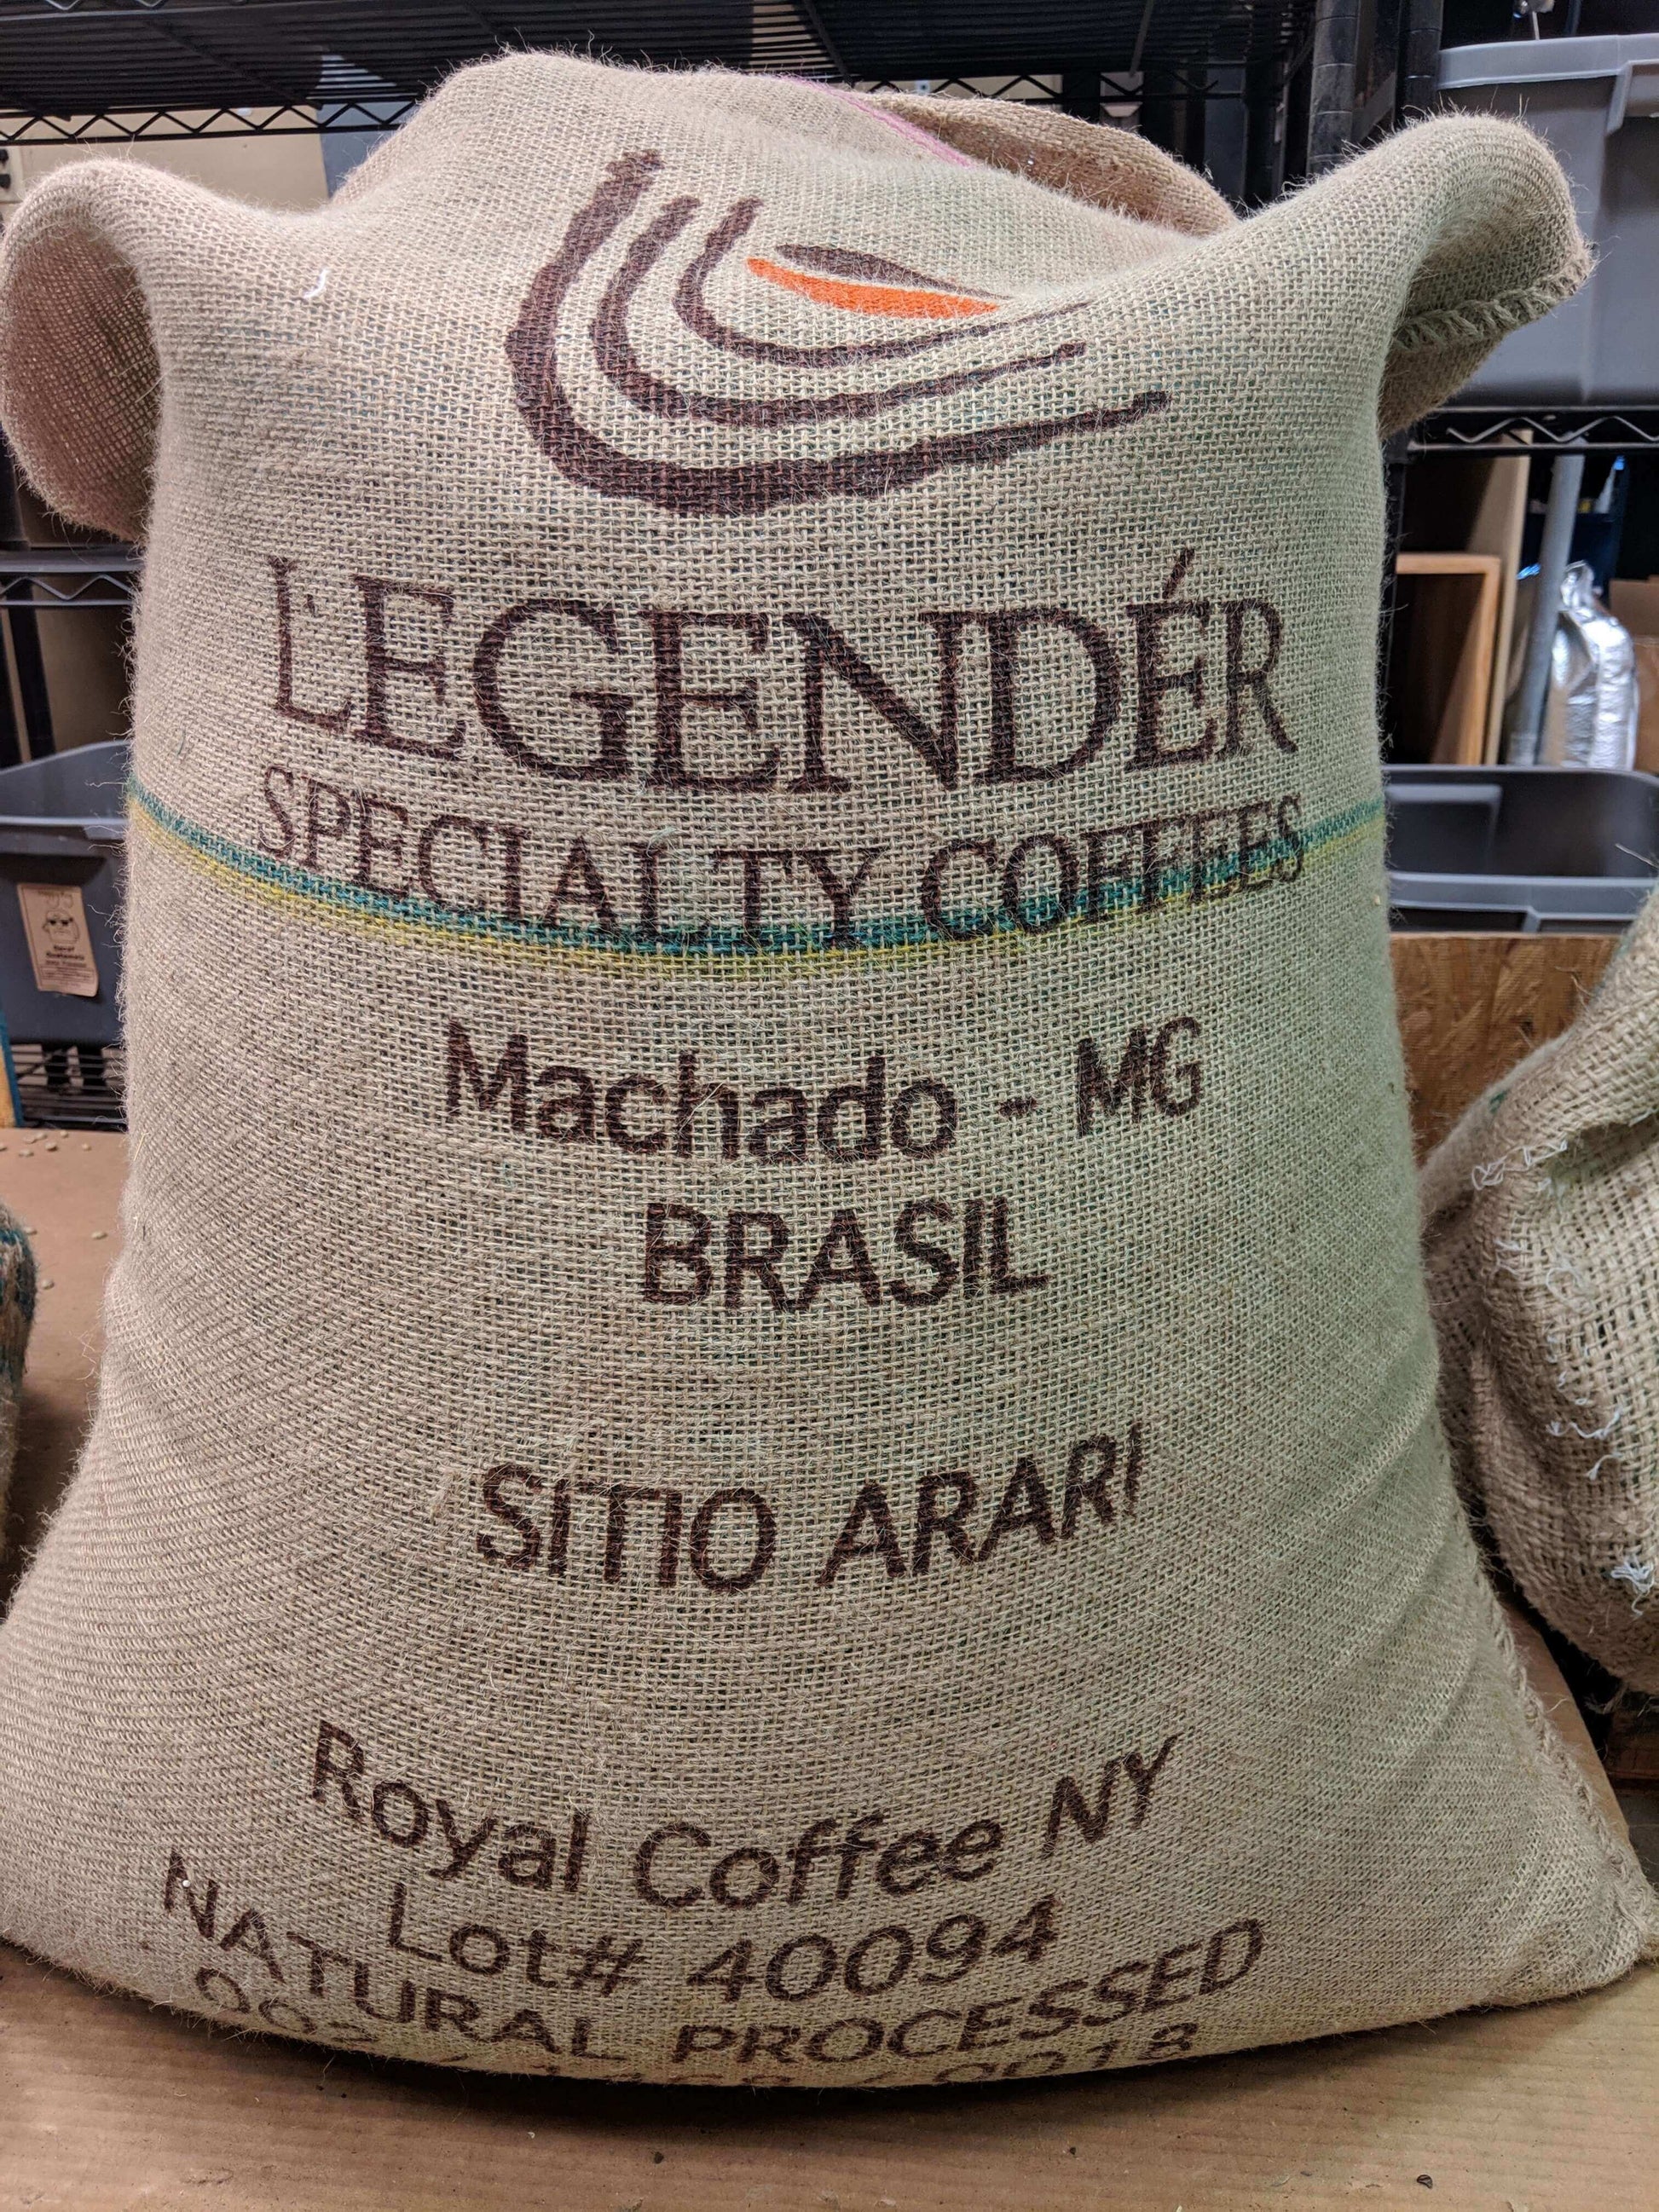 LEGENDÉR
SPECIALTY COFFEES
Machado - MG
BRASIL
SITIO ARARI
Royal Coffee NY
Lot# 40094
NATURAL PROCESSED